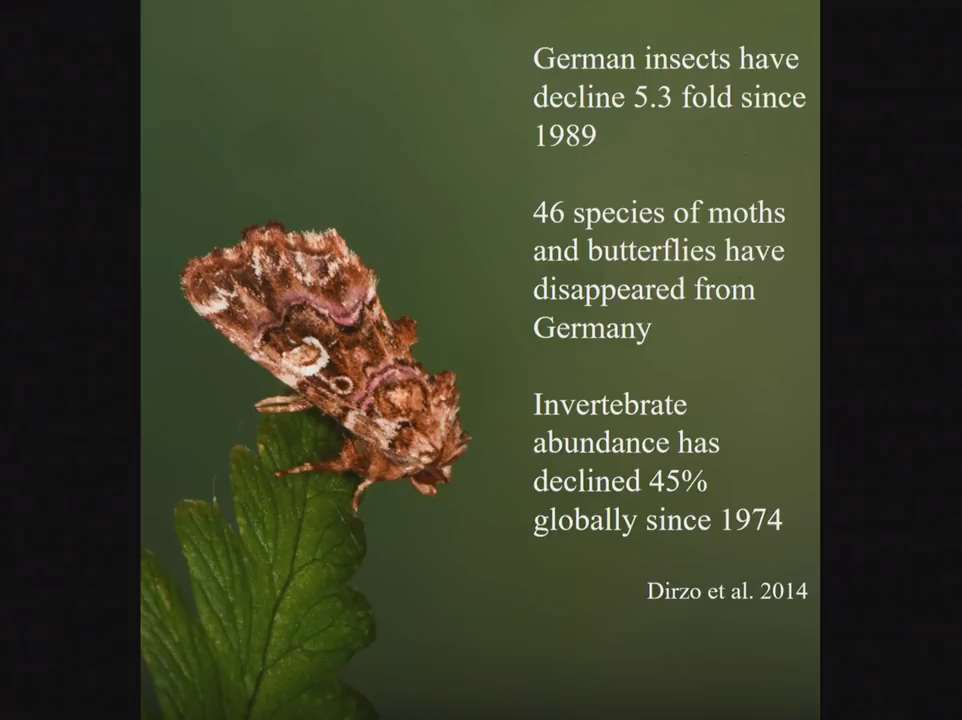 German insects have
decline 5.3 fold since
1989
46 species of moths
and butterflies have
disappeared from
Germany
Invertebrate
abundance has
declined 45%
globally since 1974
Dirzo et al. 2014